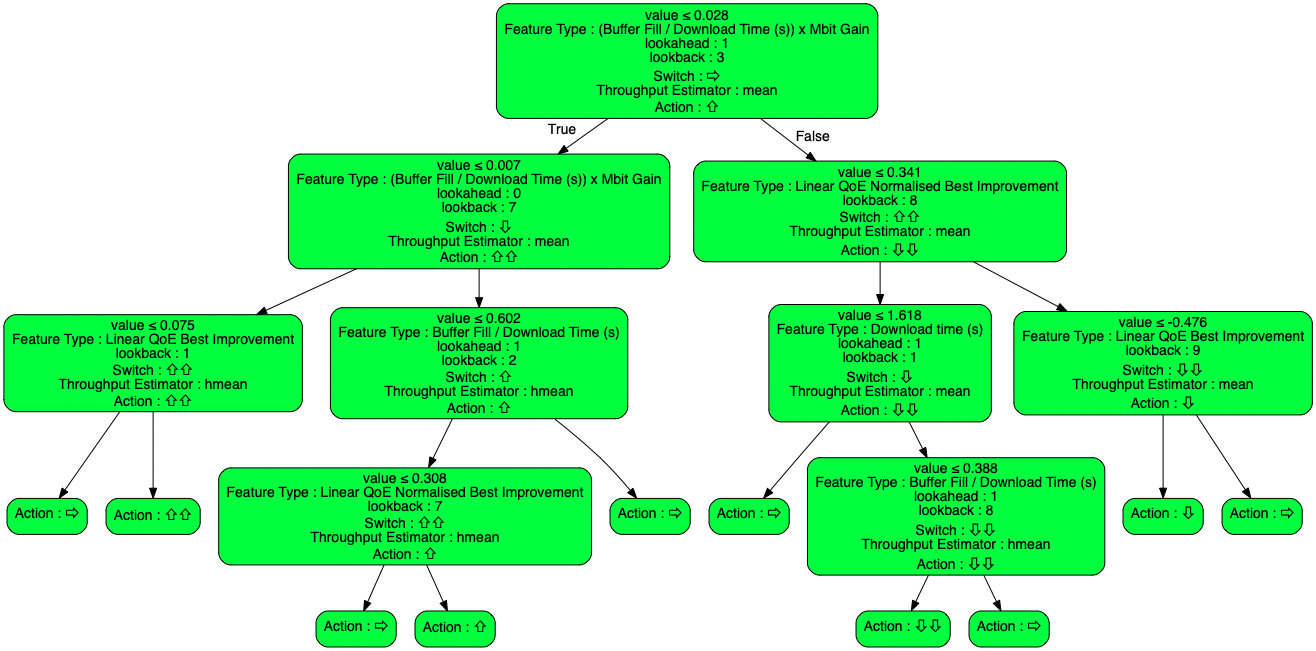 value ≤ 0.028
Feature Type : (Buffer Fill / Download Time (s)) x Mbit Gain
lookahead : 1
lookback : 3
Switch : ⇨
Throughput Estimator : mean
Action : ⇧
True
False
value ≤ 0.007
Feature Type : (Buffer Fill / Download Time (s)) x Mbit Gain
lookahead : 0
lookback : 7
Switch : ⇩
Throughput Estimator : mean
Action : ⇧⇧
value ≤ 0.341
Feature Type : Linear QoE Normalised Best Improvement
lookback : 8
Switch : ⇧⇧
Throughput Estimator : mean
Action : ⇩⇩
value ≤ 0.075
Feature Type : Linear QoE Best Improvement
lookback : 1
Switch : ⇧⇧
Throughput Estimator : hmean
Action : ⇧⇧
value ≤ 0.602
Feature Type : Buffer Fill / Download Time (s)
lookahead : 1
lookback : 2
Switch : ⇧
Throughput Estimator : hmean
Action : ⇧
value ≤ 1.618
Feature Type : Download time (s)
lookahead : 1
lookback : 1
Switch : ⇩
Throughput Estimator : mean
Action : ⇩⇩
value ≤ -0.476
Feature Type : Linear QoE Best Improvement
lookback : 9
Switch : ⇩⇩
Throughput Estimator : mean
Action : ⇩
Action : ⇨
Action : ⇧⇧
value ≤ 0.308
Feature Type : Linear QoE Normalised Best Improvement
lookback : 7
Switch : ⇧⇧
Throughput Estimator : hmean
Action : ⇧
Action : ⇨
Action : ⇨
value ≤ 0.388
Feature Type : Buffer Fill / Download Time (s)
lookahead : 1
lookback : 8
Switch : ⇩⇩
Throughput Estimator : hmean
Action : ⇩⇩
Action : ⇩
Action : ⇨
Action : ⇨
Action : ⇧
Action : ⇩⇩
Action : ⇨